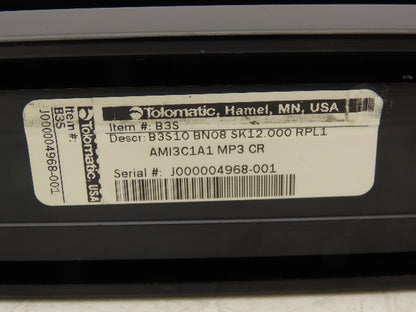 Tolomatic, Hamel, MN, USA
Item #: B3S
Descr: B3S10 BN08 SK12.000 RPL1
AMI3C1A1 MP3 CR
Serial #: J000004968-001
Tolomatic, USA
Item #:
B3S
J000004968-001